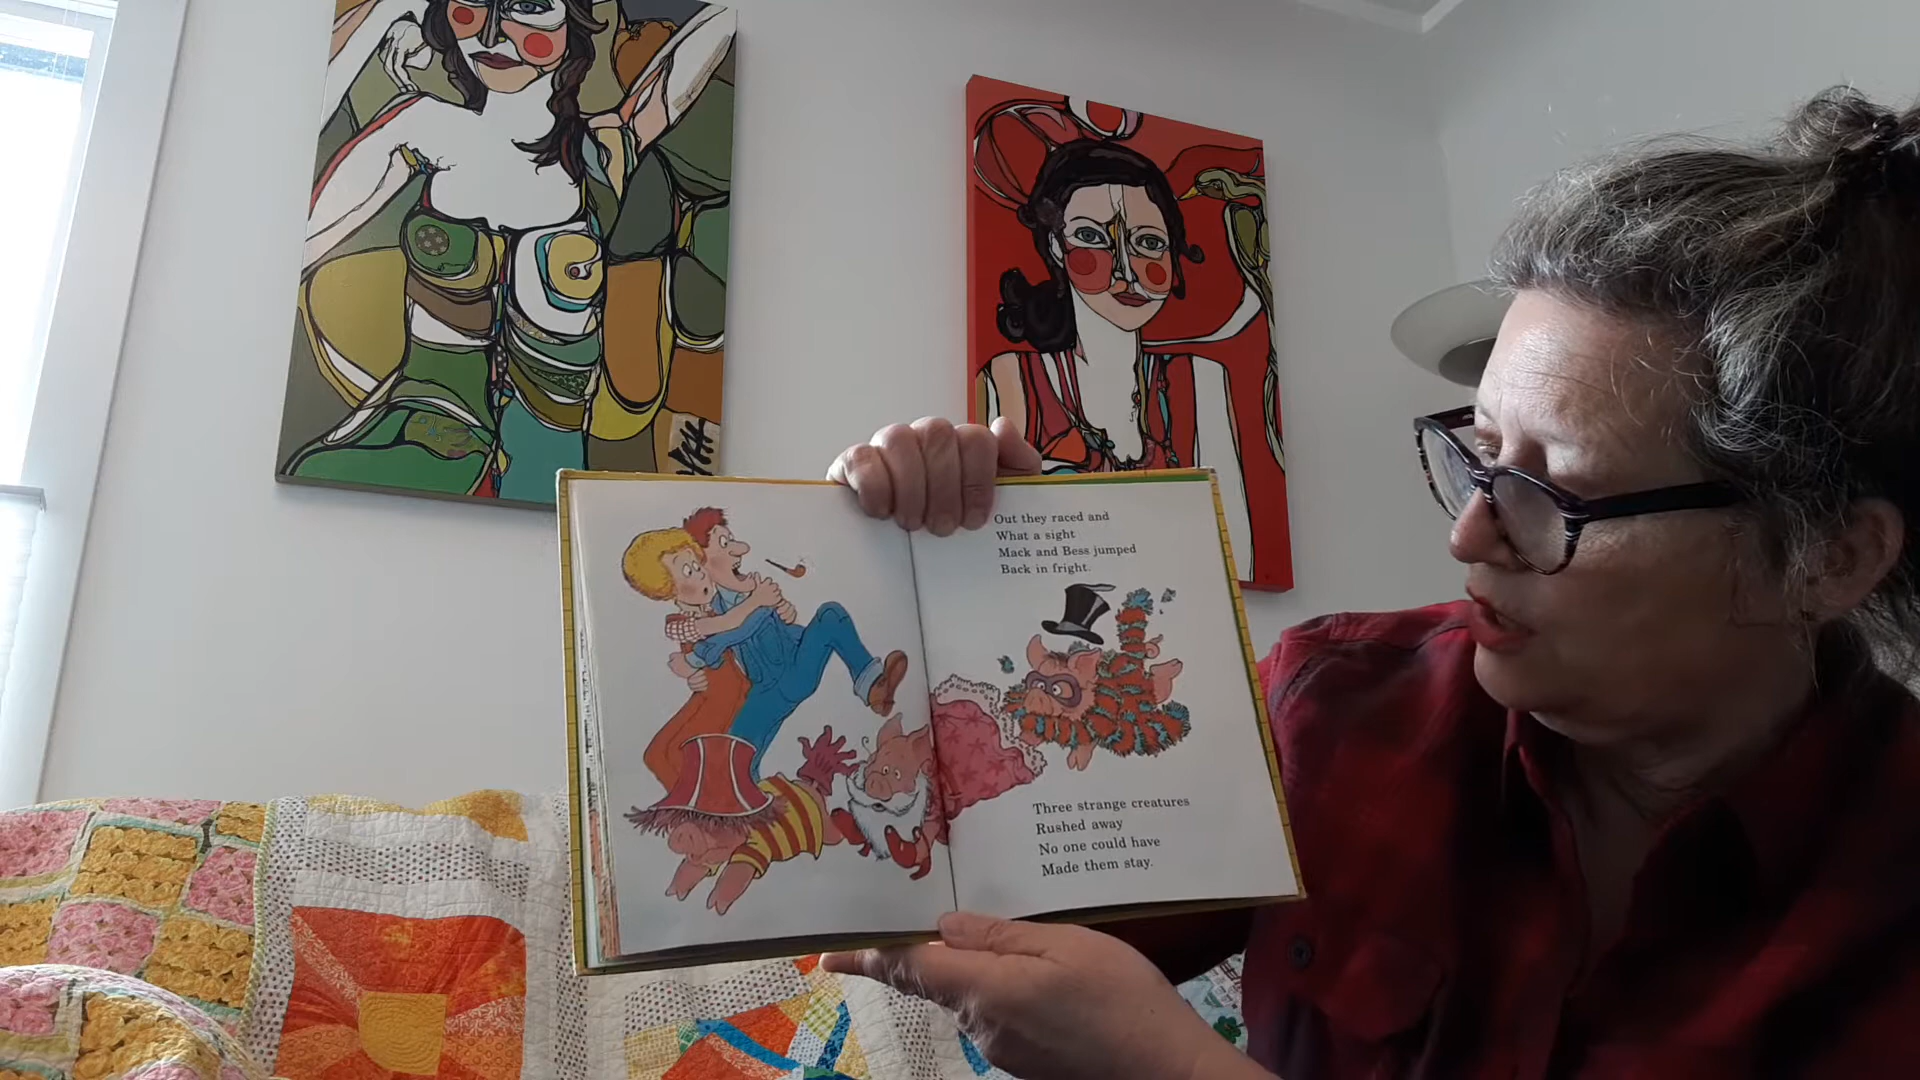 Out they raced and
What a sight
Mack and Bess jumped
Back in fright.
Three strange creatures
Rushed away
No one could have
Made them stay.